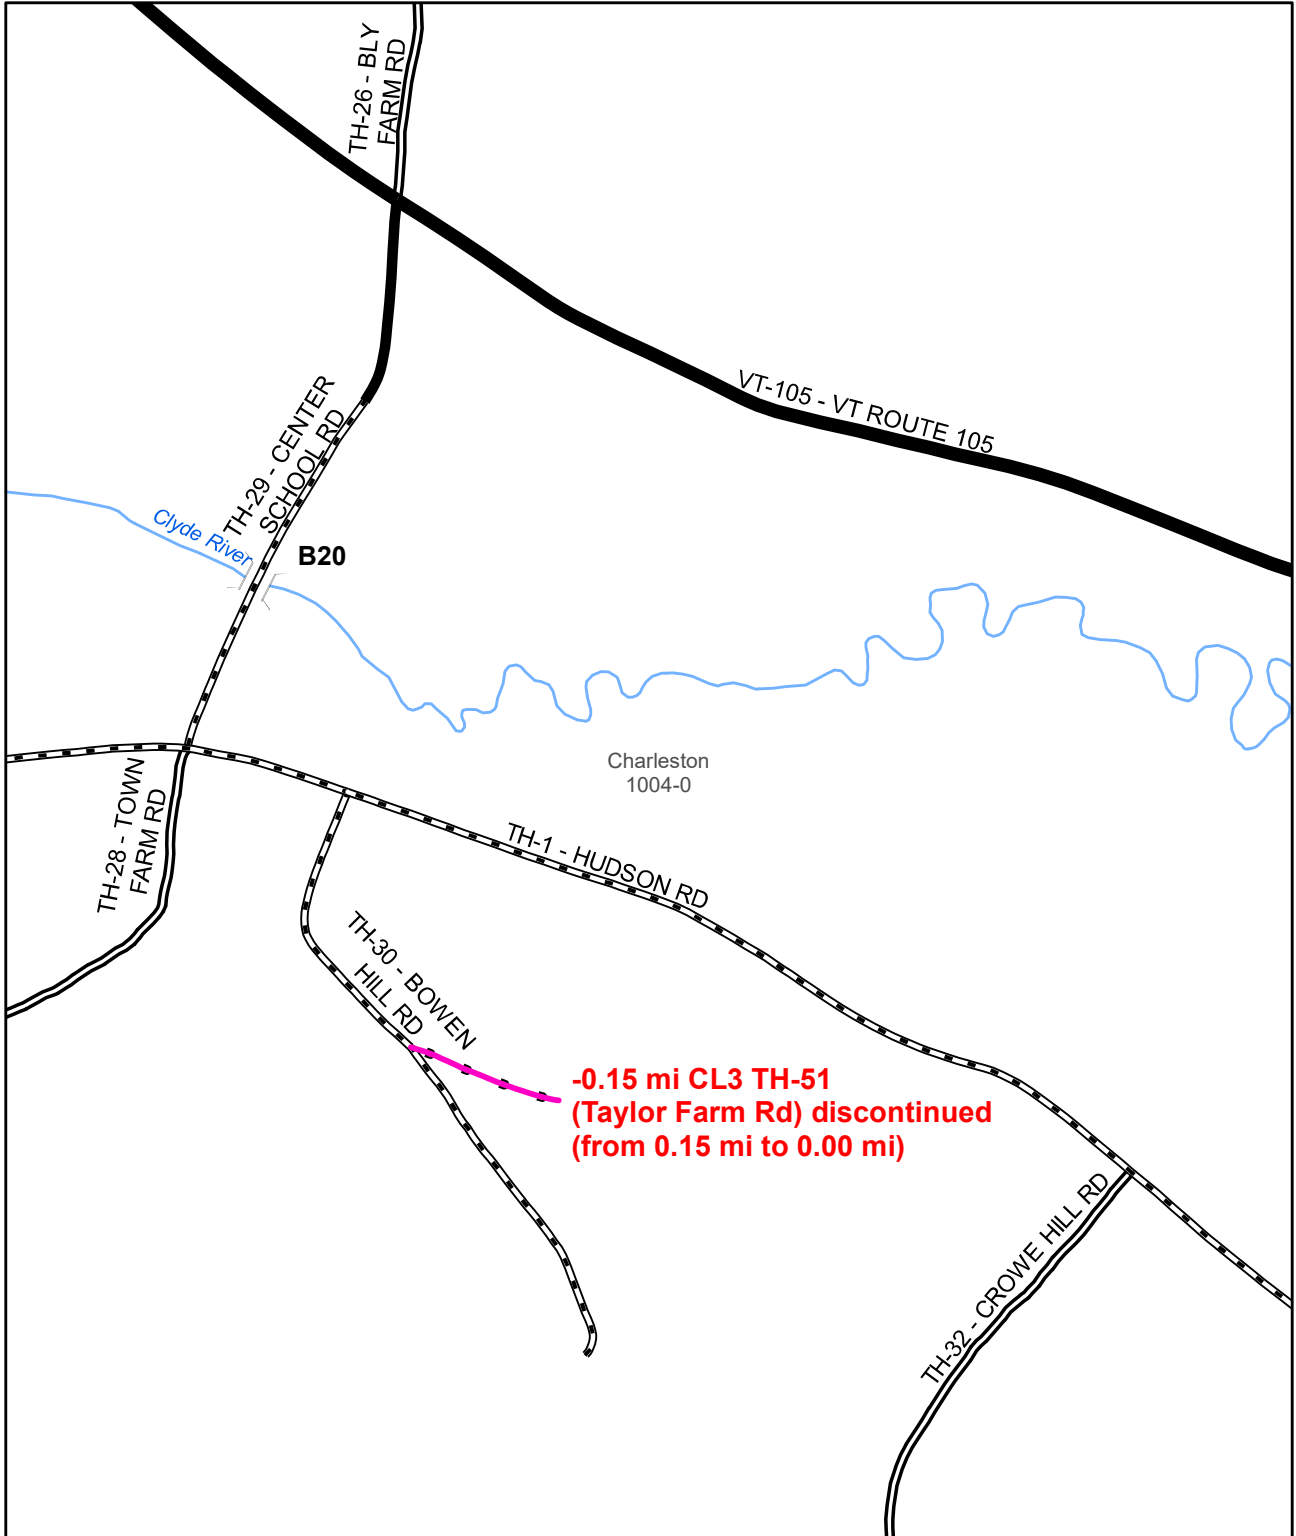 TH-26 - BLY
FARM RD
VT-105 - VT ROUTE 105
TH-29 - CENTER
SCHOOL RD
Clyde River
B20
Charleston
1004-0
TH-28 - TOWN
FARM RD
TH-1 - HUDSON RD
TH-30 - BOWEN
HILL RD
-0.15 mi CL3 TH-51
(Taylor Farm Rd) discontinued
(from 0.15 mi to 0.00 mi)
TH-32 - CROWE HILL RD